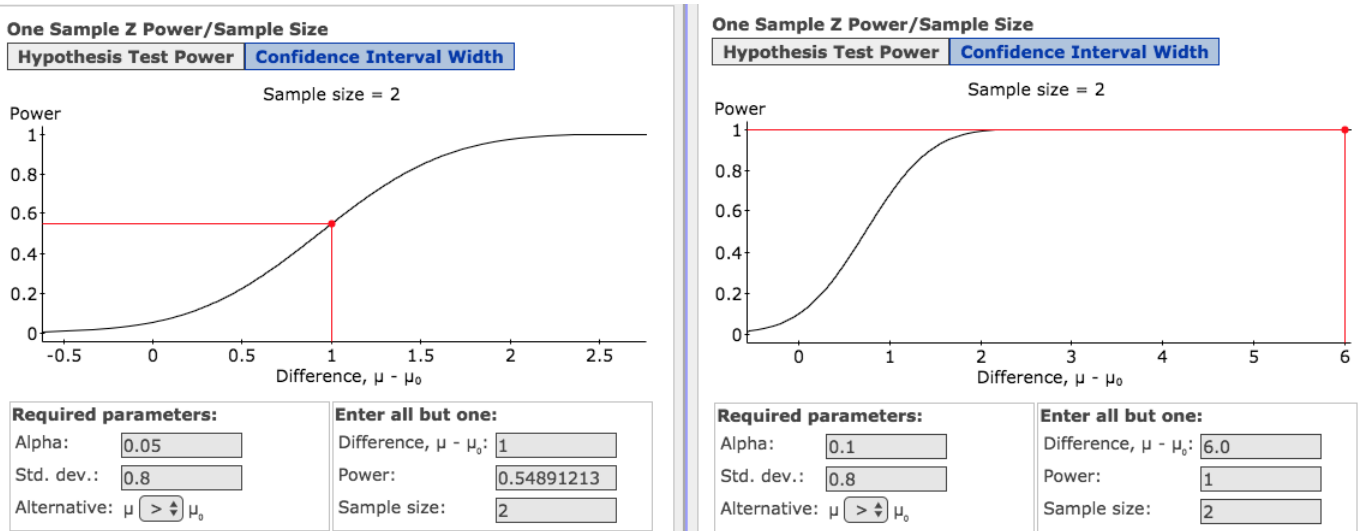 One Sample Z Power/Sample Size
Hypothesis Test Power Confidence Interval Width
Sample size = 2
Power
1
0.8
0.6
0.4
0.2
0
-0.5 0 0.5 1 1.5 2 2.5
Difference, μ - μ₀
Required parameters:
Alpha: 0.05
Std. dev.: 0.8
Alternative: μ > μ₀
Enter all but one:
Difference, μ - μ₀: 1
Power: 0.54891213
Sample size: 2
One Sample Z Power/Sample Size
Hypothesis Test Power Confidence Interval Width
Sample size = 2
Power
1
0.8
0.6
0.4
0.2
0
0 1 2 3 4 5 6
Difference, μ - μ₀
Required parameters:
Alpha: 0.1
Std. dev.: 0.8
Alternative: μ > μ₀
Enter all but one:
Difference, μ - μ₀: 6.0
Power: 1
Sample size: 2